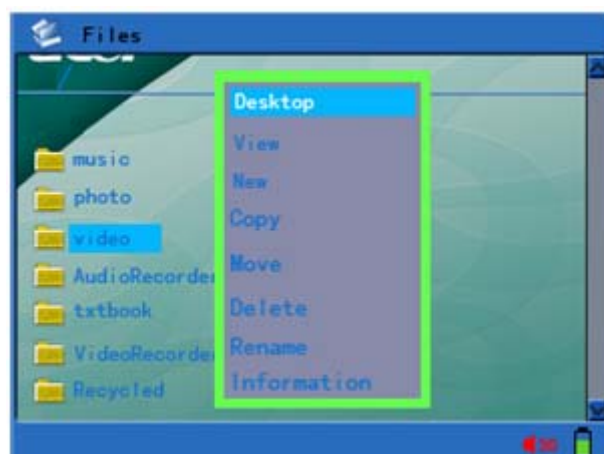 Files
Desktop
View
New
Copy
Move
Delete
Rename
Information
music
photo
video
AudioRecorder
txtbook
VideoRecorder
Recycled